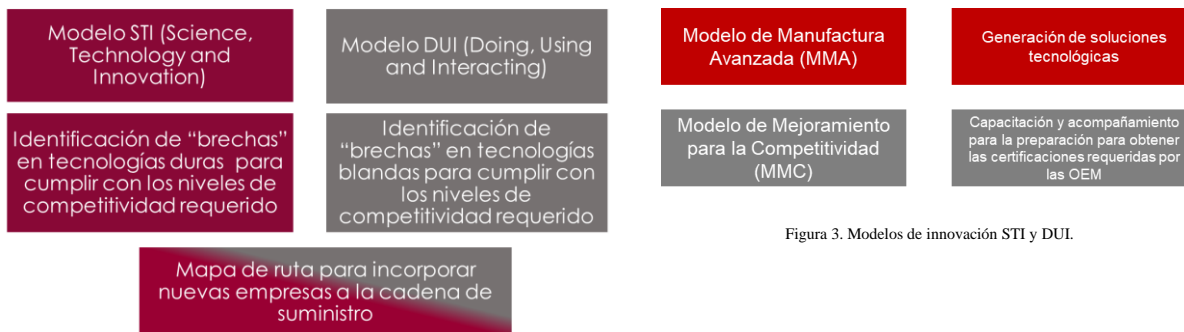 Modelo STI (Science,
Technology and
Innovation)
Modelo DUI (Doing, Using
and Interacting)
Identificación de “brechas”
en tecnologías duras para
cumplir con los niveles de
competitividad requerido
Identificación de
“brechas” en tecnologías
blandas para cumplir con
los niveles de
competitividad requerido
Mapa de ruta para incorporar
nuevas empresas a la cadena de
suministro
Modelo de Manufactura
Avanzada (MMA)
Generación de soluciones
tecnológicas
Modelo de Mejoramiento
para la Competitividad
(MMC)
Capacitación y acompañamiento
para la preparación para obtener
las certificaciones requeridas por
las OEM
Figura 3. Modelos de innovación STI y DUI.